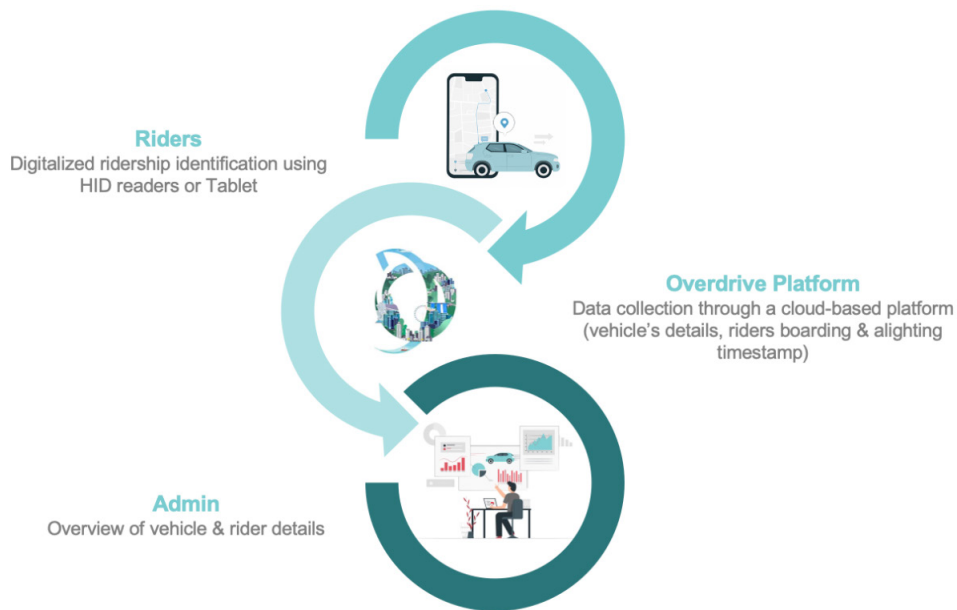 Riders
Digitalized ridership identification using
HID readers or Tablet
Overdrive Platform
Data collection through a cloud-based platform
(vehicle's details, riders boarding & alighting
timestamp)
Admin
Overview of vehicle & rider details